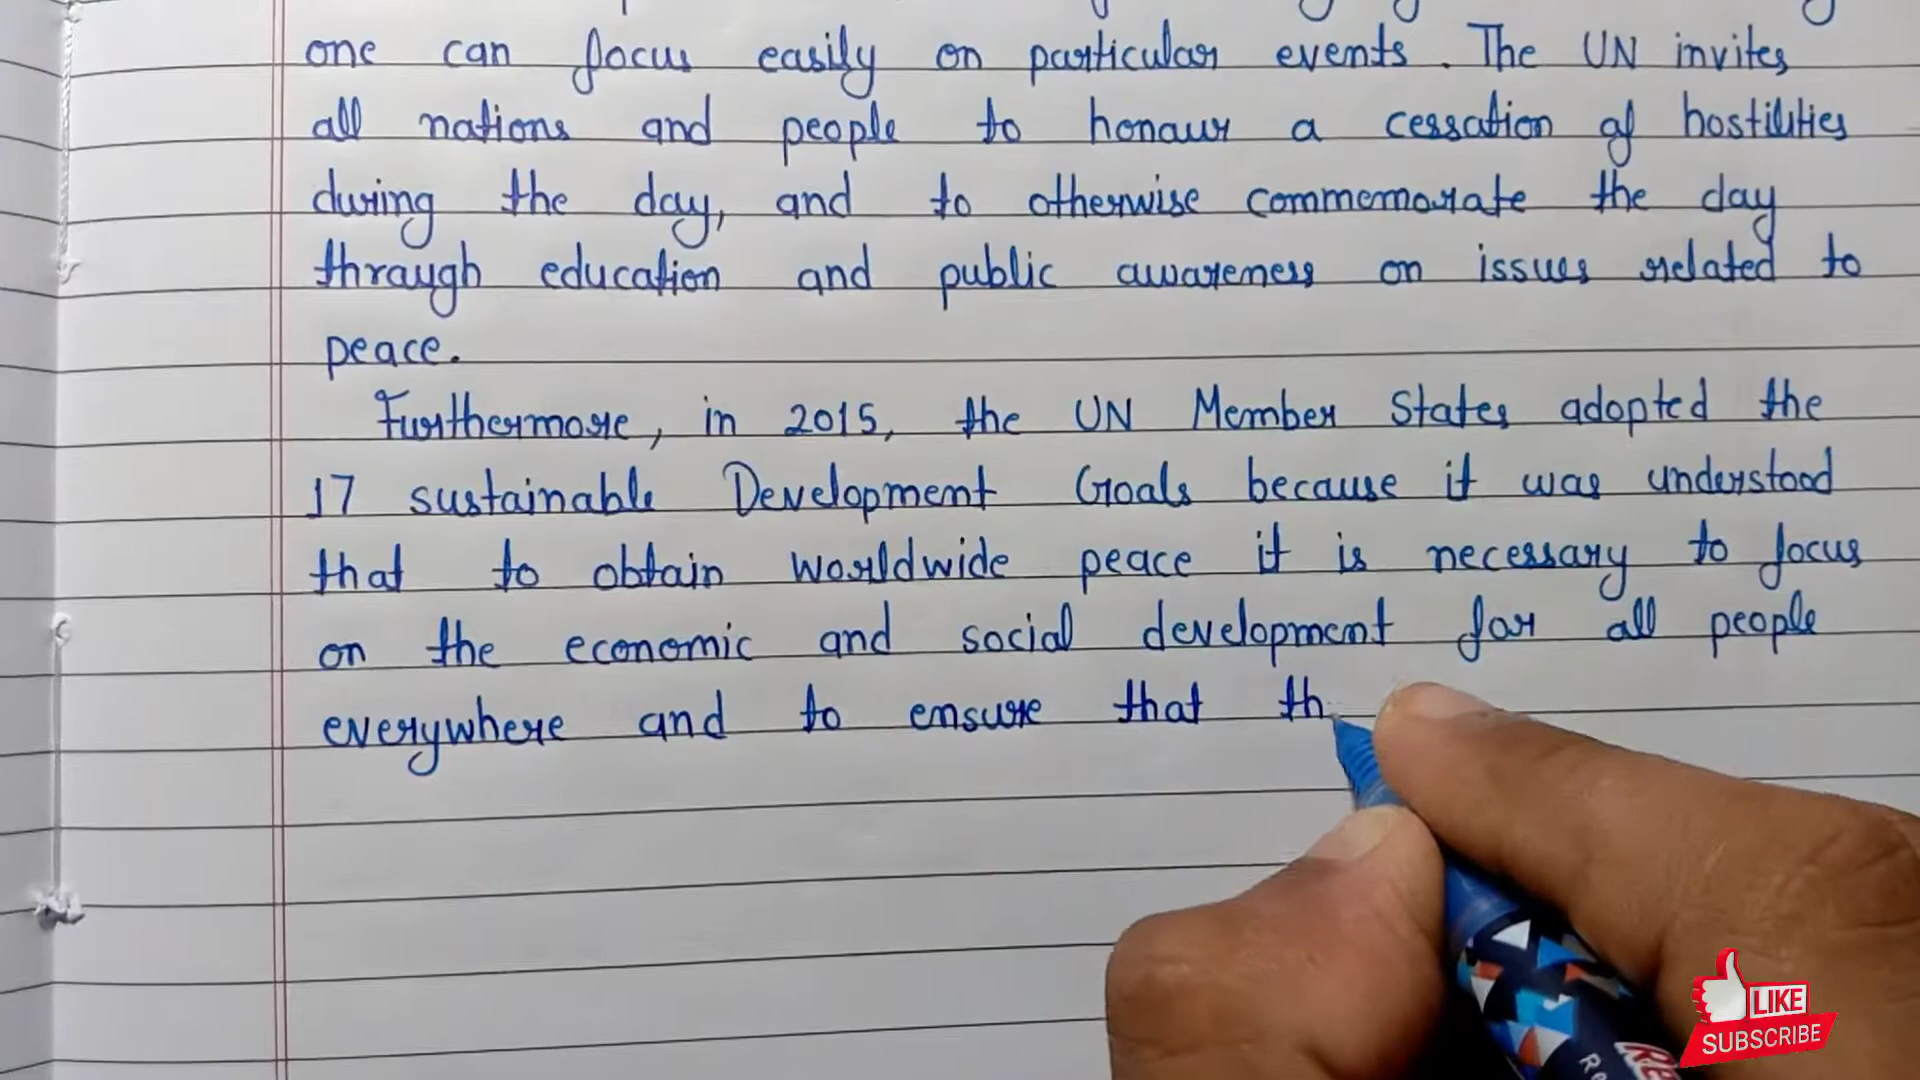 one can focus easily on particular events. The UN invites
all nations and people to honour a cessation of hostilities
during the day, and to otherwise commemorate the day
through education and public awareness on issues related to
peace.
Furthermore, in 2015, the UN Member States adopted the
17 sustainable Development Goals because it was understood
that to obtain worldwide peace it is necessary to focus
on the economic and social development for all people
everywhere and to ensure that th
LIKE
SUBSCRIBE